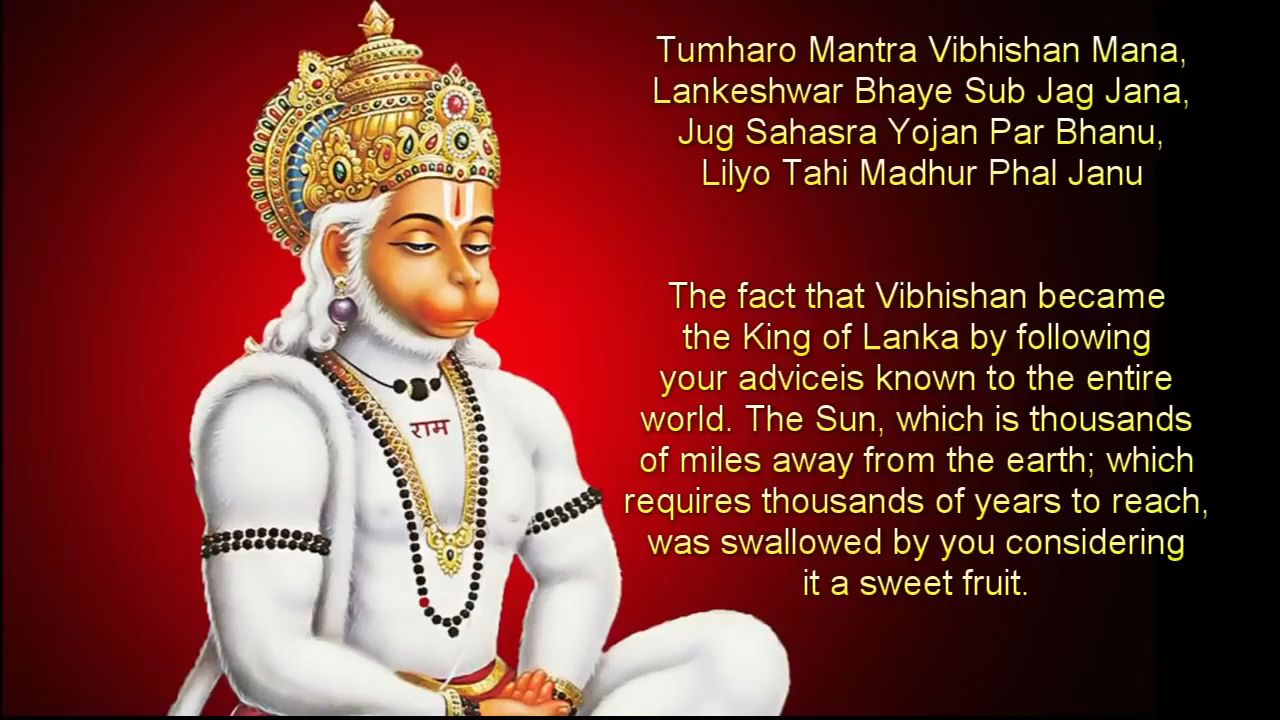 Tumharo Mantra Vibhishan Mana,
Lankeshwar Bhaye Sub Jag Jana,
Jug Sahasra Yojan Par Bhanu,
Lilyo Tahi Madhur Phal Janu
The fact that Vibhishan became
the King of Lanka by following
your adviceis known to the entire
world. The Sun, which is thousands
of miles away from the earth; which
requires thousands of years to reach,
was swallowed by you considering
it a sweet fruit.
राम